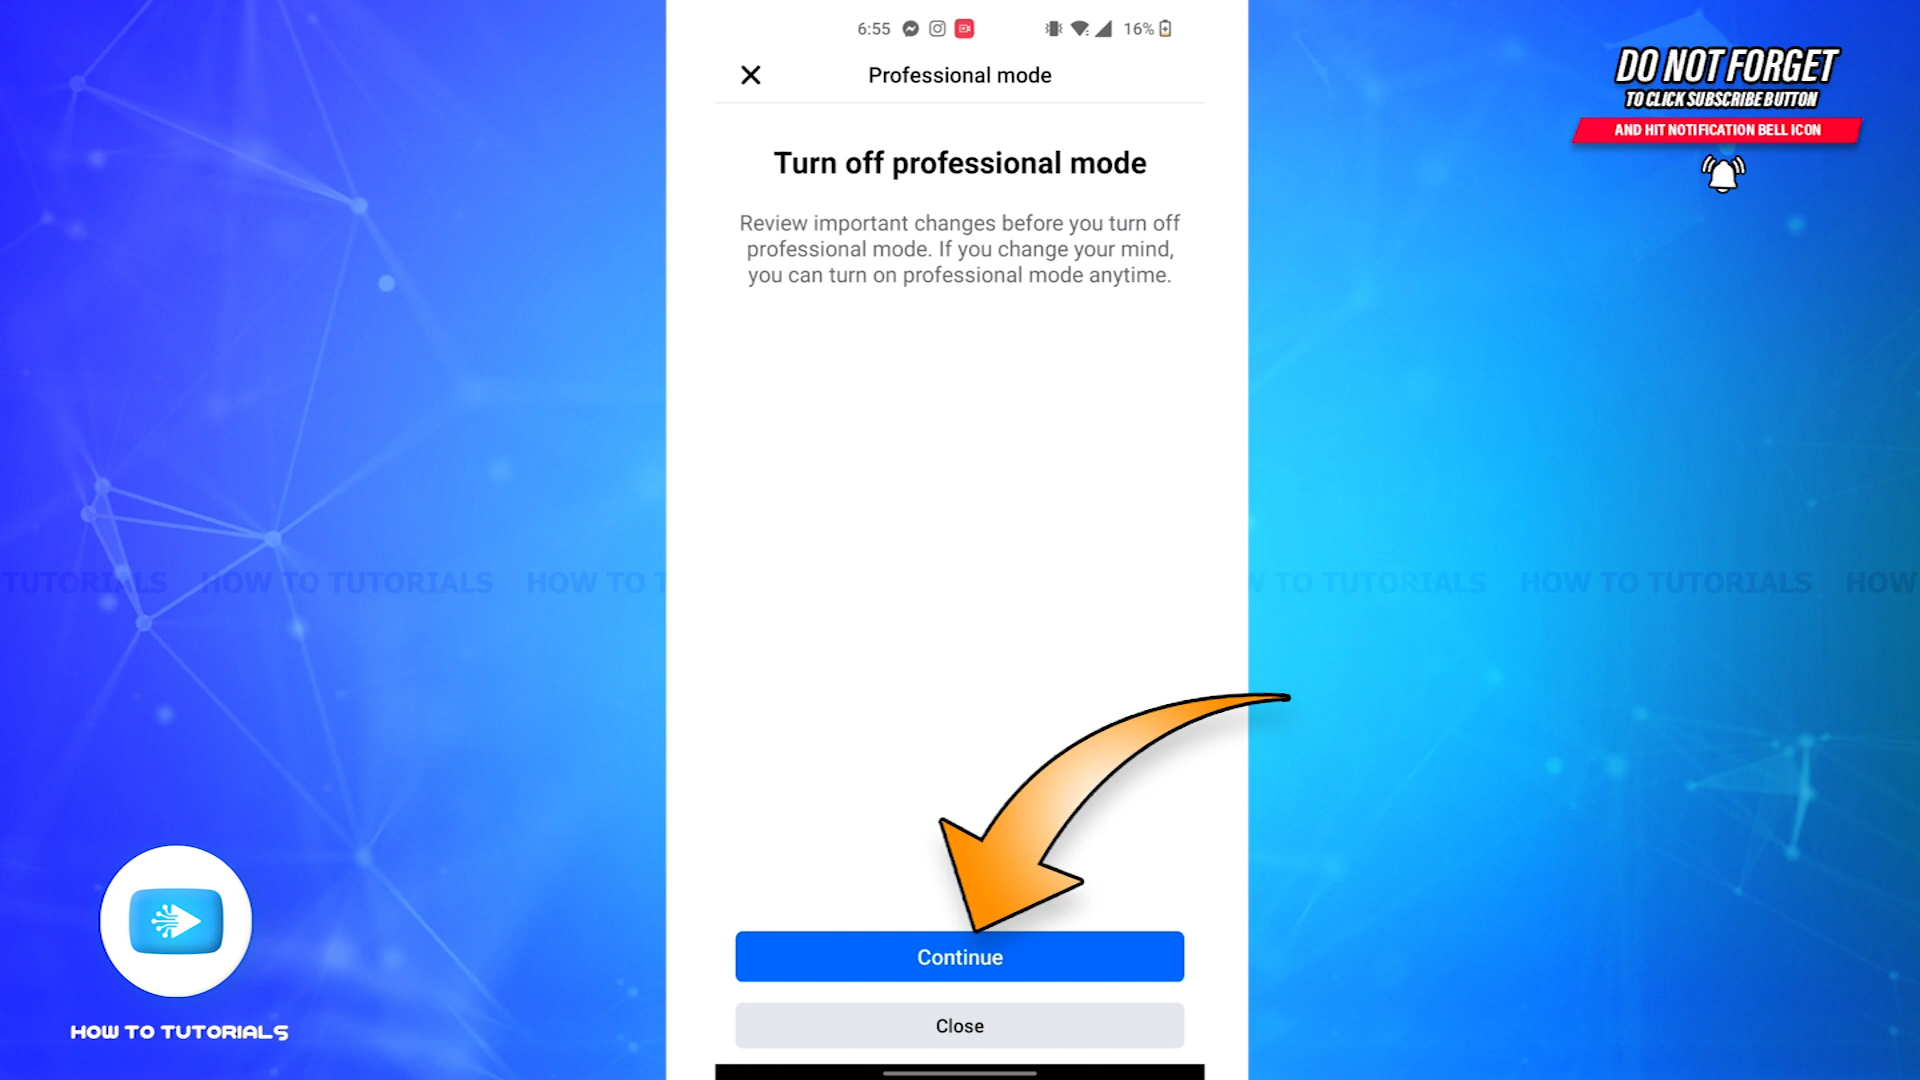 6:55
16%
Professional mode
Turn off professional mode
Review important changes before you turn off
professional mode. If you change your mind,
you can turn on professional mode anytime.
Continue
Close
DO NOT FORGET
TO CLICK SUBSCRIBE BUTTON
AND HIT NOTIFICATION BELL ICON
TUTORIALS HOW TO TUTORIALS HOW TO T
TO TUTORIALS HOW TO TUTORIALS HOW
HOW TO TUTORIALS